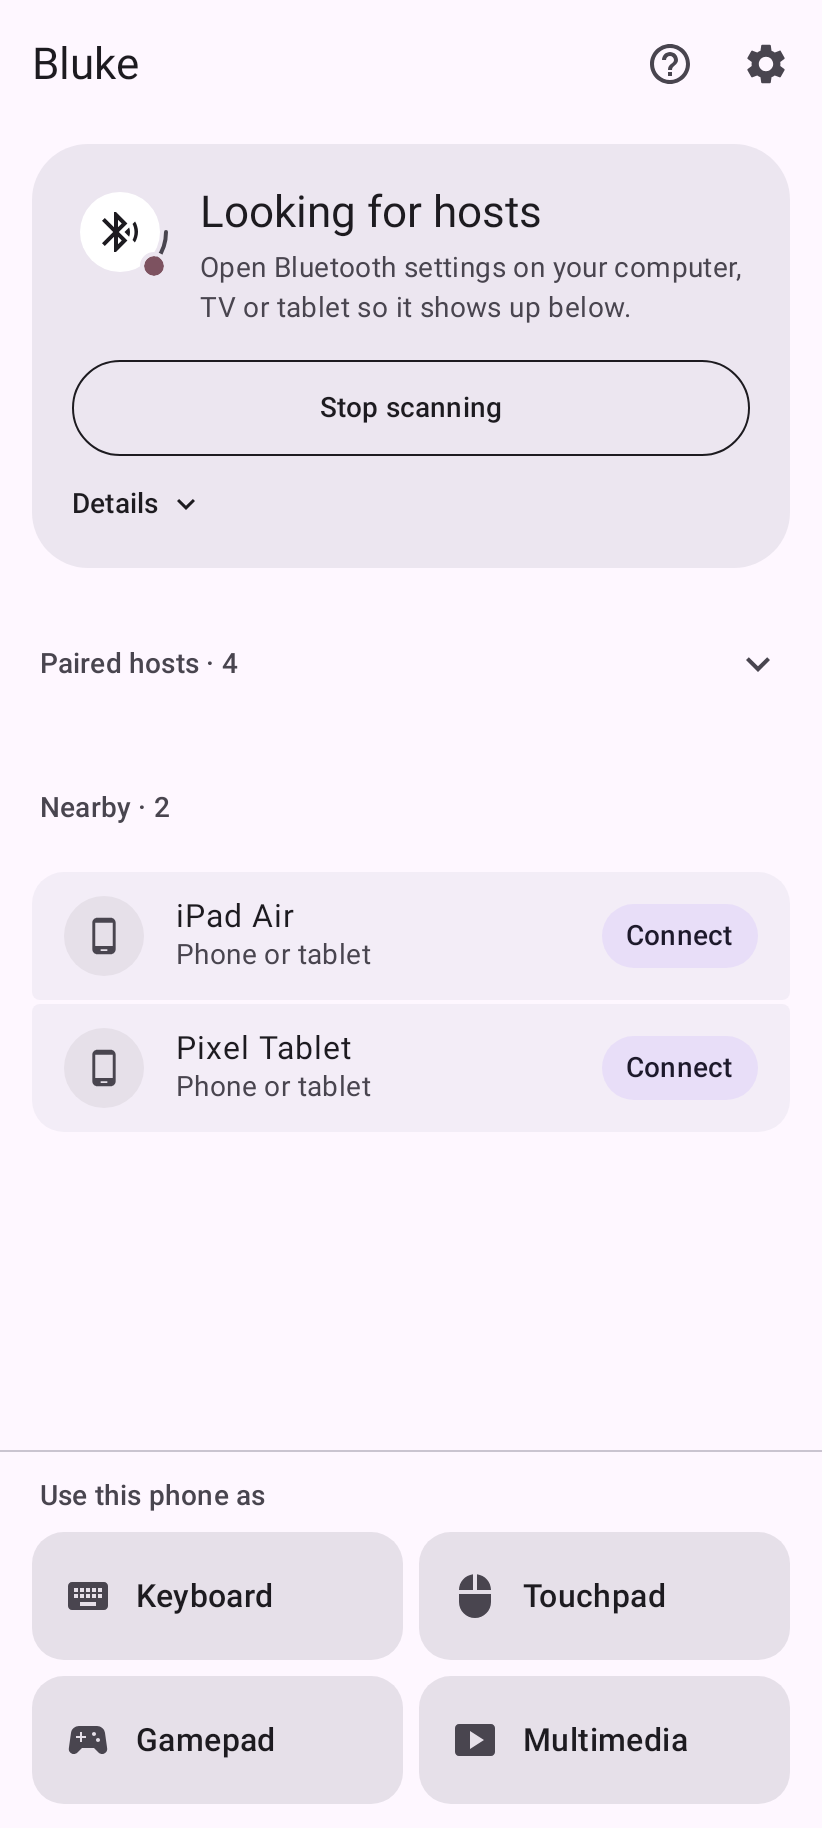 Bluke
Looking for hosts
Open Bluetooth settings on your computer,
TV or tablet so it shows up below.
Stop scanning
Details
Paired hosts · 4
Nearby · 2
iPad Air
Phone or tablet
Connect
Pixel Tablet
Phone or tablet
Connect
Use this phone as
Keyboard
Touchpad
Gamepad
Multimedia